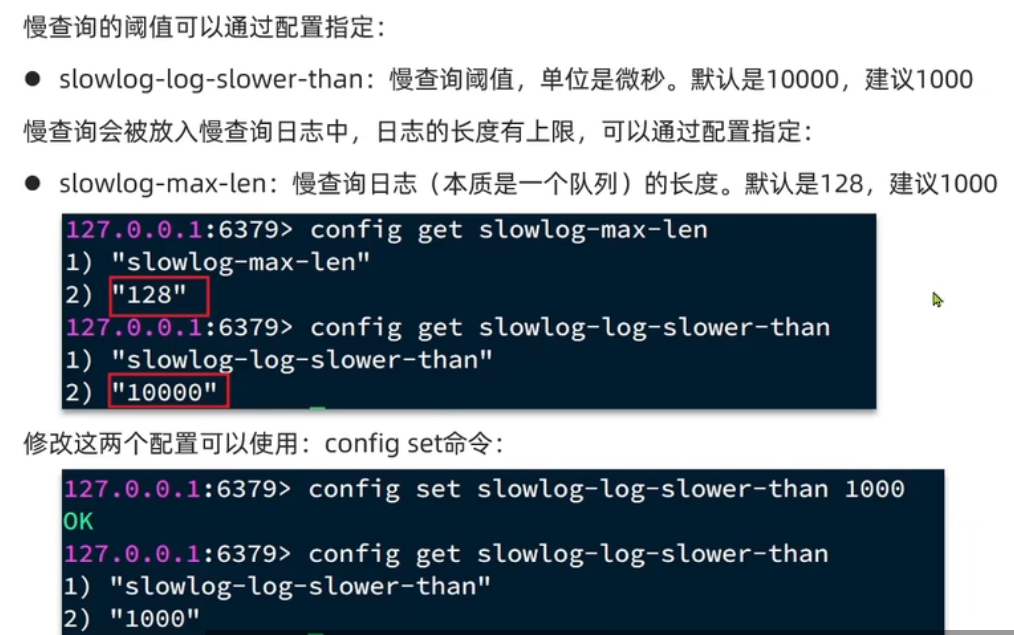 慢查询的阈值可以通过配置指定：
● slowlog-log-slower-than：慢查询阈值，单位是微秒。默认是10000，建议1000
慢查询会被放入慢查询日志中，日志的长度有上限，可以通过配置指定：
● slowlog-max-len：慢查询日志（本质是一个队列）的长度。默认是128，建议1000
127.0.0.1:6379> config get slowlog-max-len
1) "slowlog-max-len"
2) "128"
127.0.0.1:6379> config get slowlog-log-slower-than
1) "slowlog-log-slower-than"
2) "10000"
修改这两个配置可以使用：config set命令：
127.0.0.1:6379> config set slowlog-log-slower-than 1000
OK
127.0.0.1:6379> config get slowlog-log-slower-than
1) "slowlog-log-slower-than"
2) "1000"